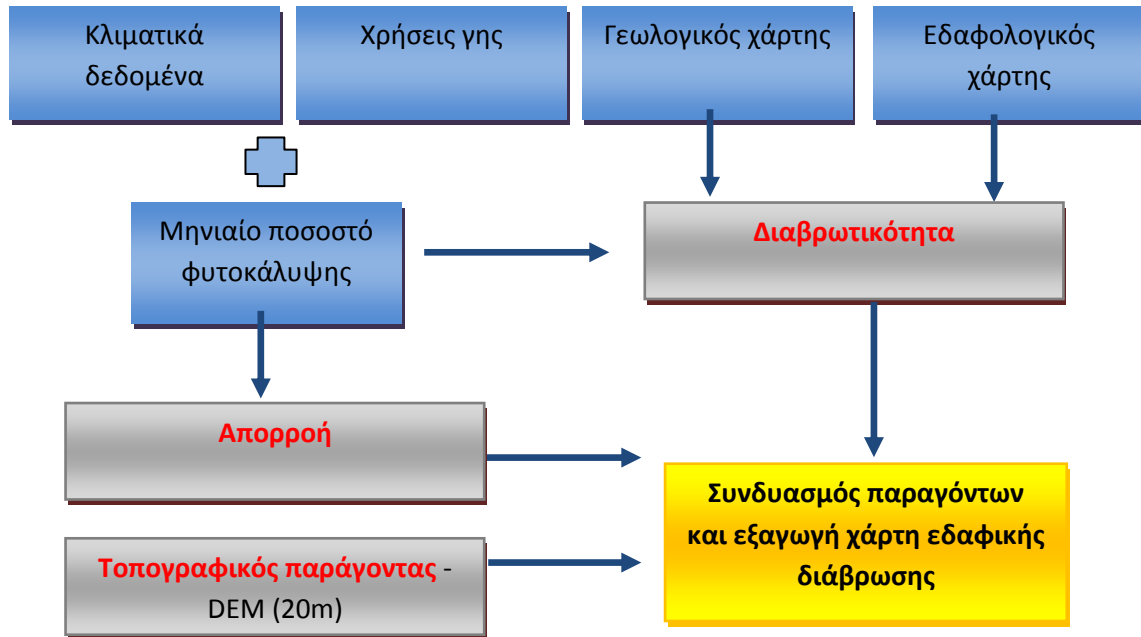 Κλιματικά
δεδομένα
Χρήσεις γης
Γεωλογικός χάρτης
Εδαφολογικός
χάρτης
Μηνιαίο ποσοστό
φυτοκάλυψης
Διαβρωτικότητα
Απορροή
Συνδυασμός παραγόντων
και εξαγωγή χάρτη εδαφικής
διάβρωσης
Τοπογραφικός παράγοντας -
DEM (20m)